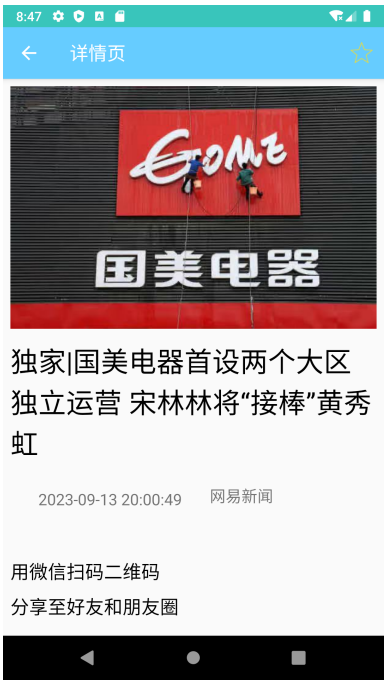 8:47
详情页
GOME
国美电器
独家|国美电器首设两个大区
独立运营 宋林林将“接棒”黄秀
虹
2023-09-13 20:00:49 网易新闻
用微信扫码二维码
分享至好友和朋友圈